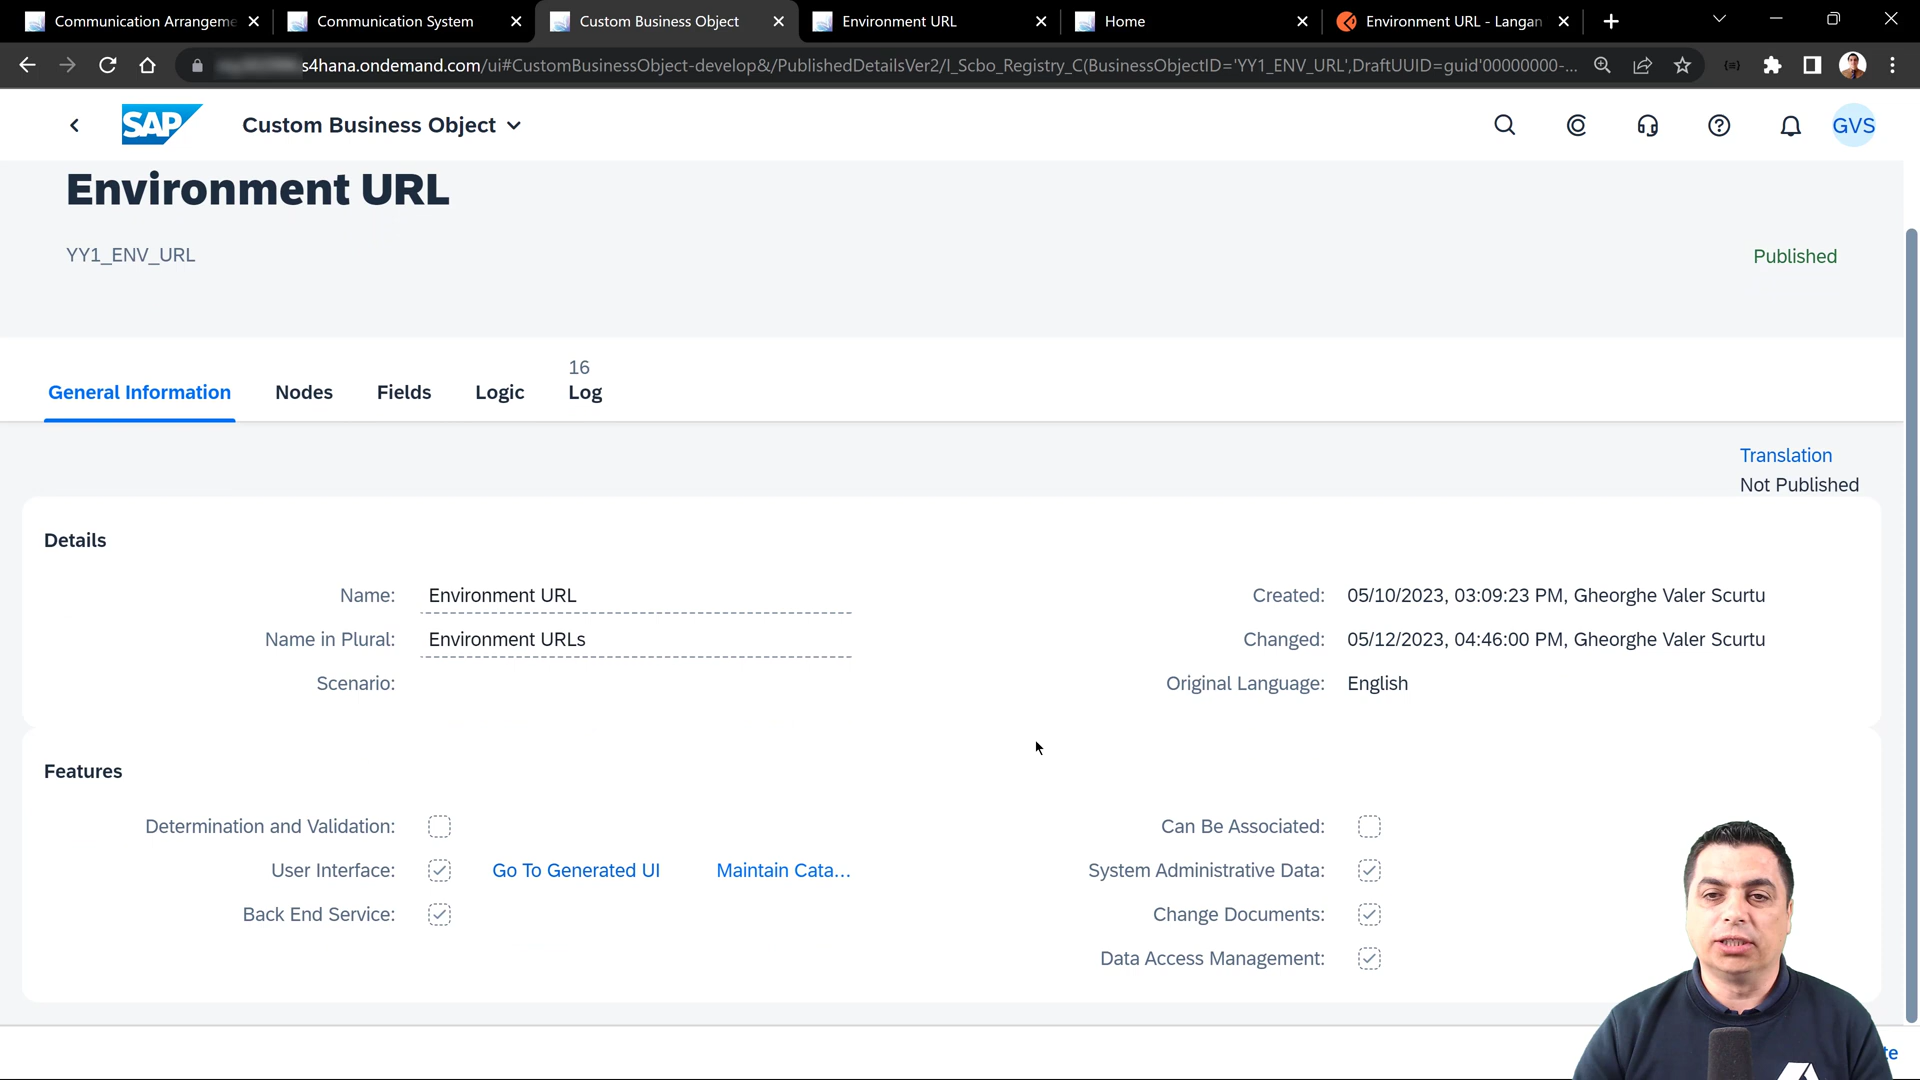 Communication Arrangeme
Communication System
Custom Business Object
Environment URL
Home
Environment URL - Langan
s4hana.ondemand.com/ui#CustomBusinessObject-develop&/PublishedDetailsVer2/I_Scbo_Registry_C(BusinessObjectID='YY1_ENV_URL',DraftUUID=guid'00000000-...
SAP
Custom Business Object
GVS
Environment URL
YY1_ENV_URL
Published
General Information
Nodes
Fields
Logic
16
Log
Translation
Not Published
Details
Name: Environment URL
Name in Plural: Environment URLs
Scenario:
Created: 05/10/2023, 03:09:23 PM, Gheorghe Valer Scurtu
Changed: 05/12/2023, 04:46:00 PM, Gheorghe Valer Scurtu
Original Language: English
Features
Determination and Validation:
User Interface: Go To Generated UI Maintain Cata...
Back End Service:
Can Be Associated:
System Administrative Data:
Change Documents:
Data Access Management:
te